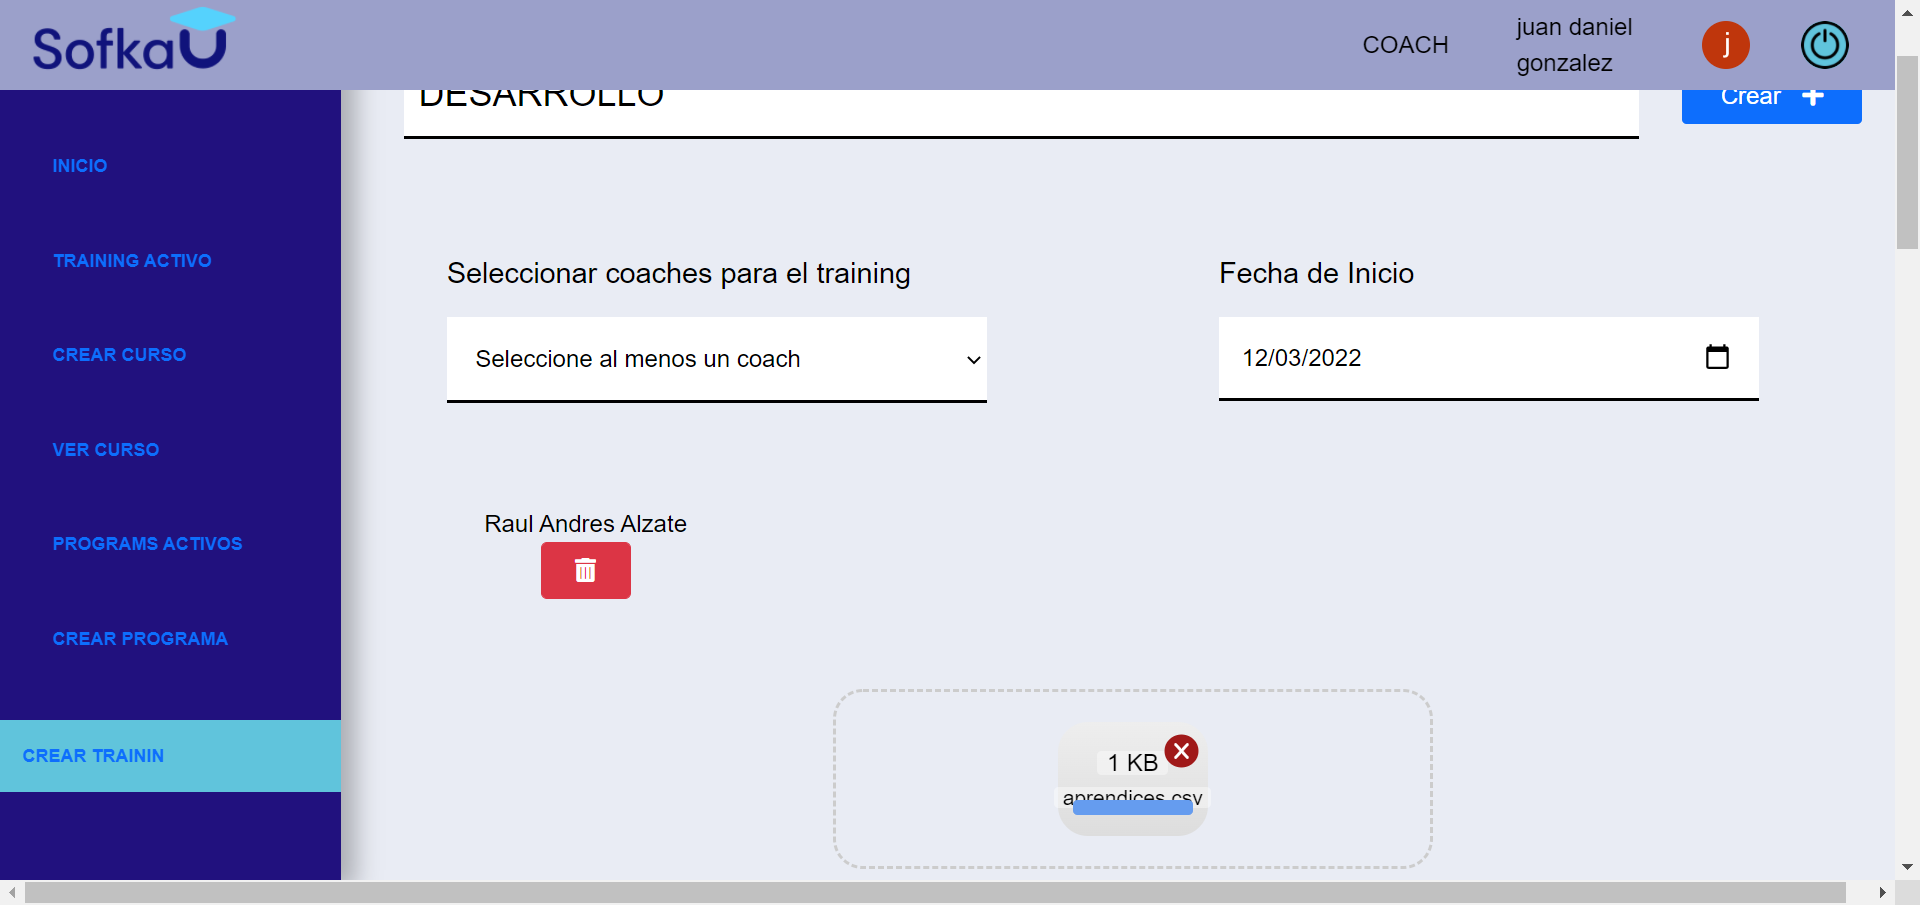 SofkaU
COACH
juan daniel
gonzalez
j
DESARROLLO
Crear
INICIO
TRAINING ACTIVO
CREAR CURSO
VER CURSO
PROGRAMS ACTIVOS
CREAR PROGRAMA
CREAR TRAININ
Seleccionar coaches para el training
Fecha de Inicio
Seleccione al menos un coach
12/03/2022
Raul Andres Alzate
1 KB
aprendices.csv